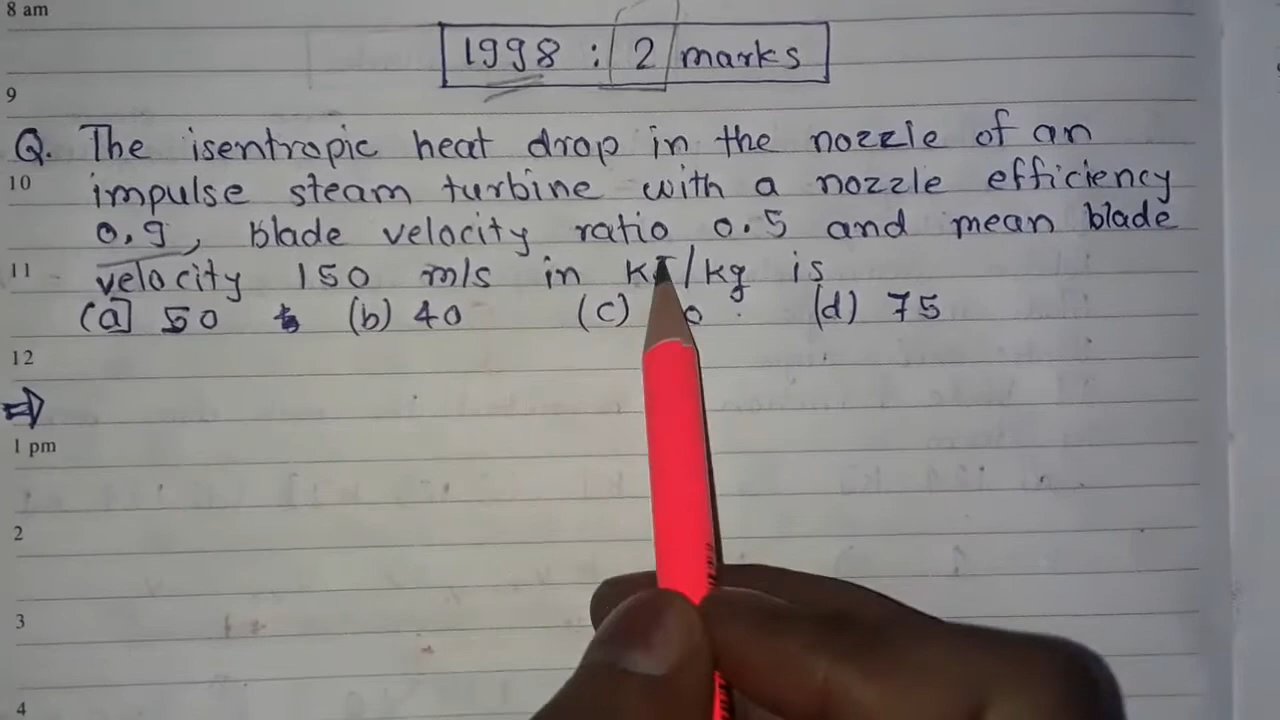 8 am
1998 : 2 marks
9
Q. The isentropic heat drop in the nozzle of an
10
impulse steam turbine with a nozzle efficiency
0.9, blade velocity ratio 0.5 and mean blade
11
velocity 150 m/s in kJ/kg is
(a) 50 (b) 40 (c) (d) 75
12
⇒
1 pm
2
3
4